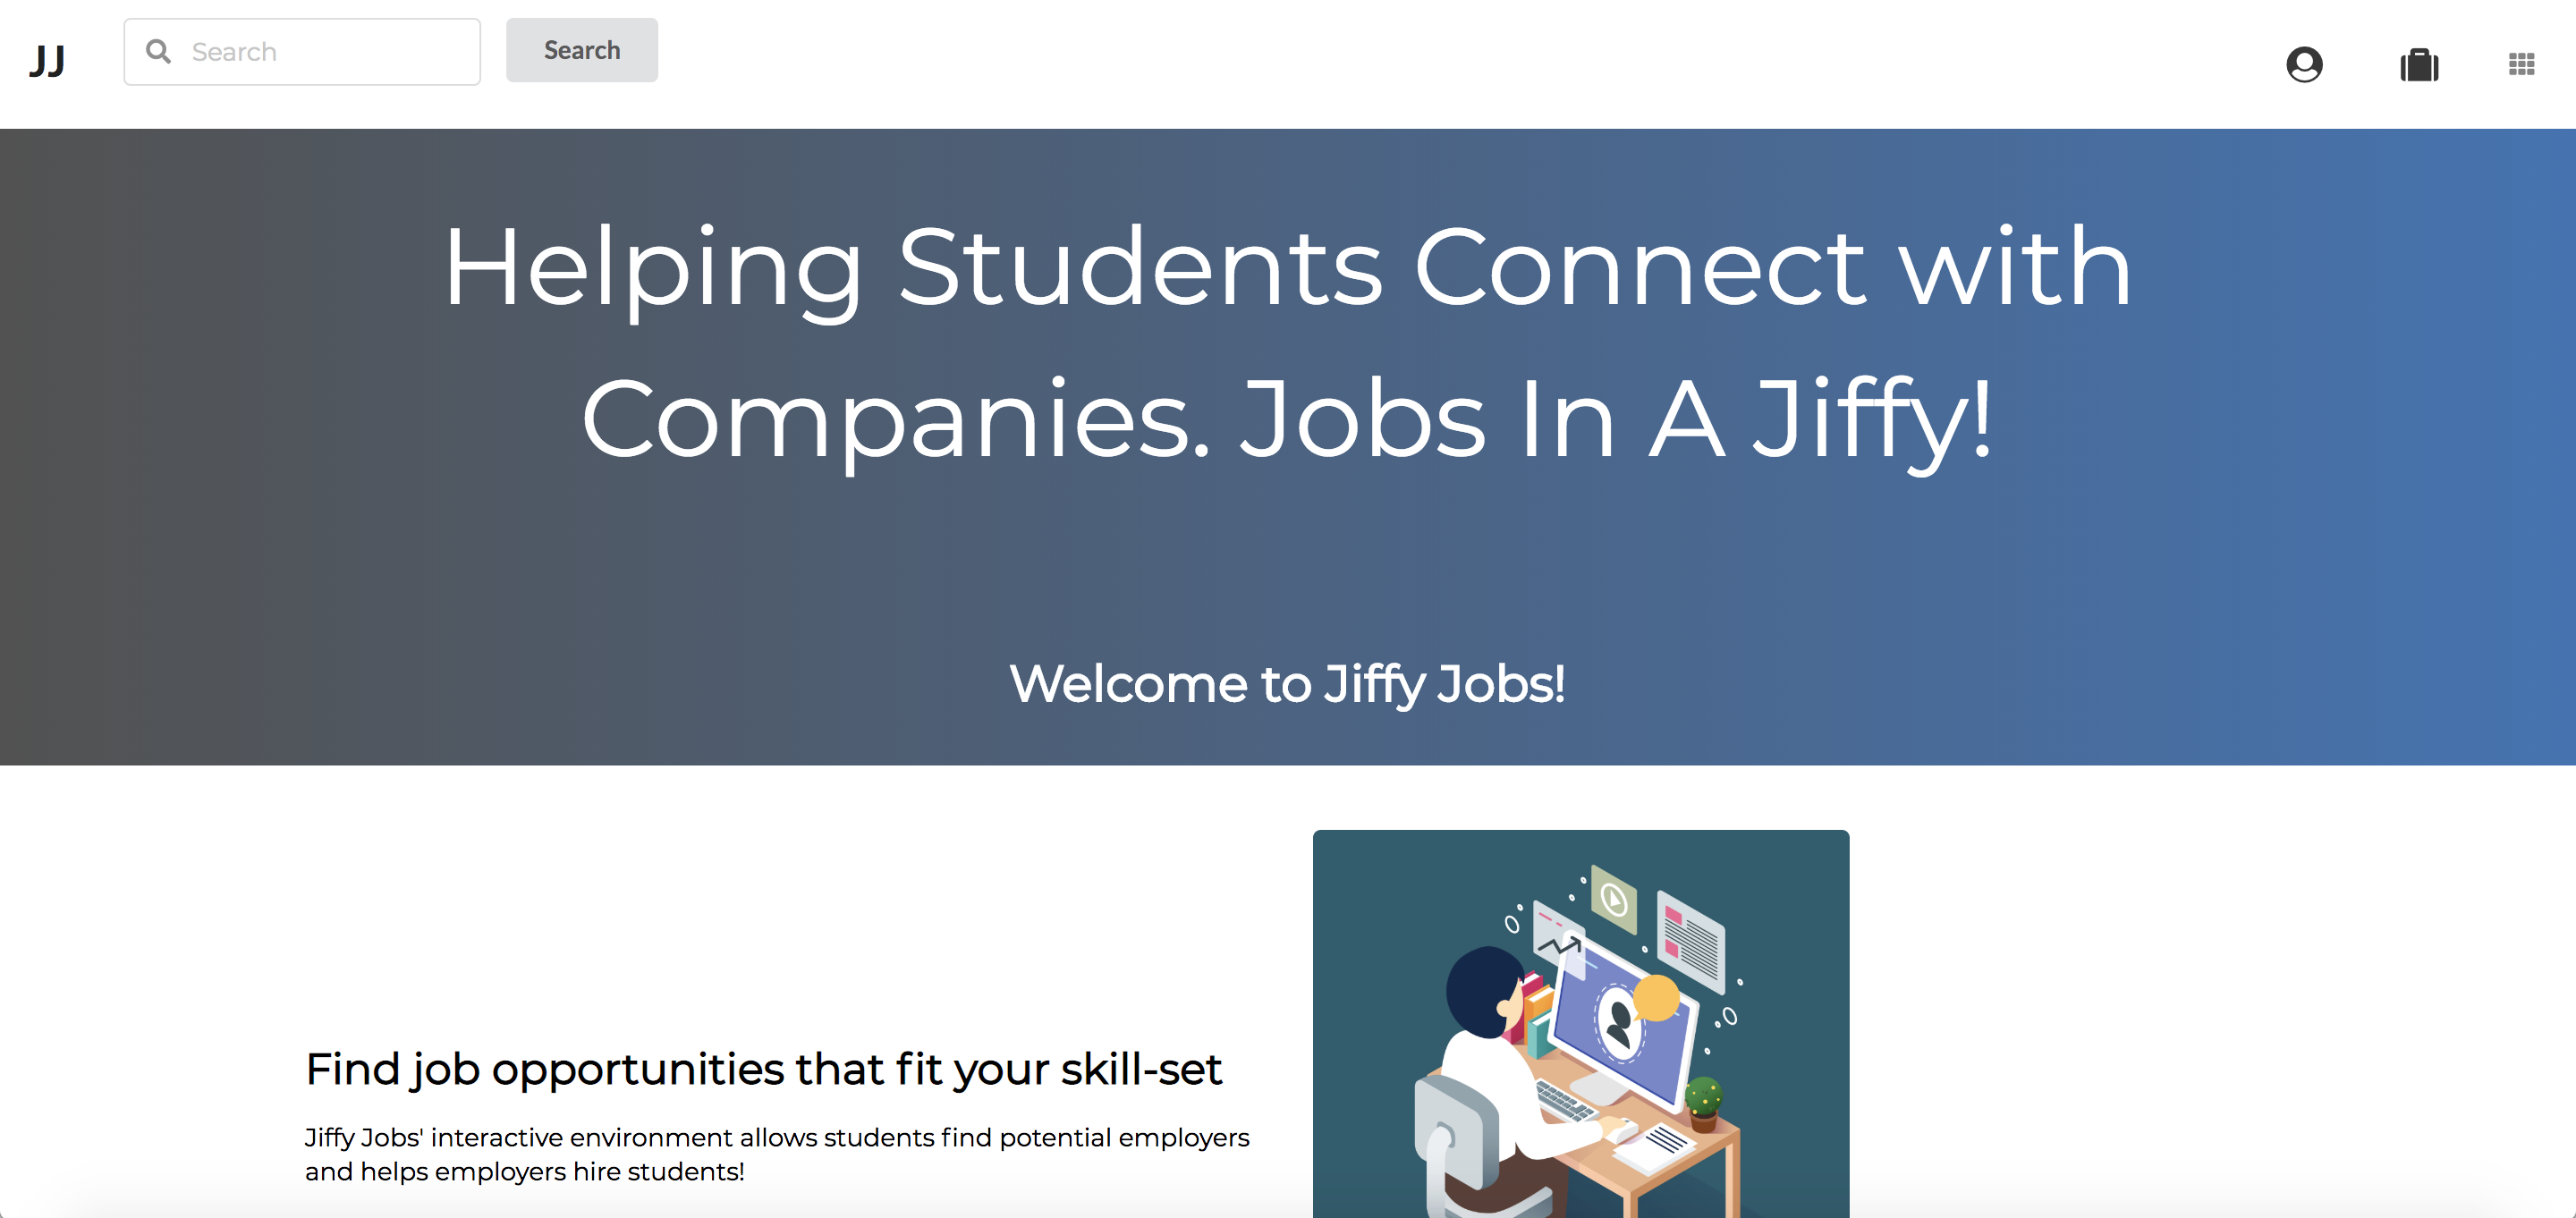 JJ
Search
Search
Helping Students Connect with
Companies. Jobs In A Jiffy!
Welcome to Jiffy Jobs!
Find job opportunities that fit your skill-set
Jiffy Jobs' interactive environment allows students find potential employers
and helps employers hire students!